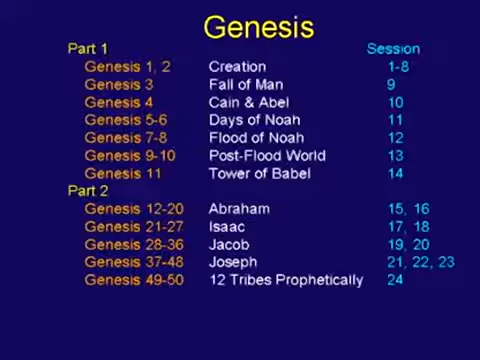 Genesis
Part 1 Session
Genesis 1, 2 Creation 1-8
Genesis 3 Fall of Man 9
Genesis 4 Cain & Abel 10
Genesis 5-6 Days of Noah 11
Genesis 7-8 Flood of Noah 12
Genesis 9-10 Post-Flood World 13
Genesis 11 Tower of Babel 14
Part 2
Genesis 12-20 Abraham 15, 16
Genesis 21-27 Isaac 17, 18
Genesis 28-36 Jacob 19, 20
Genesis 37-48 Joseph 21, 22, 23
Genesis 49-50 12 Tribes Prophetically 24